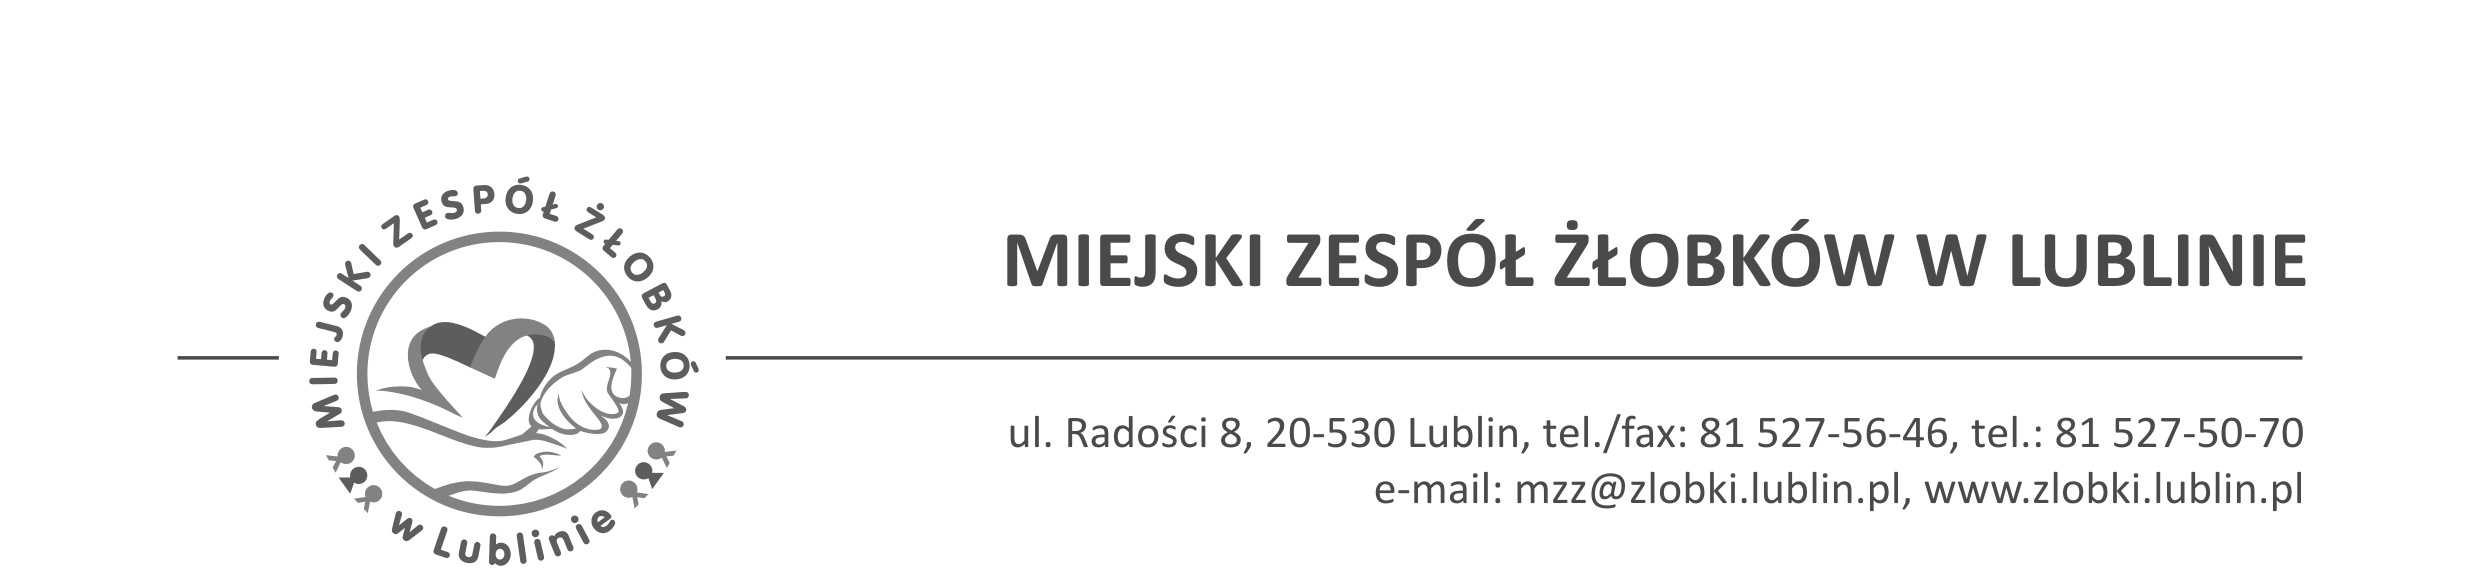 MIEJSKI ZESPÓŁ ŻŁOBKÓW
w Lublinie
MIEJSKI ZESPÓŁ ŻŁOBKÓW W LUBLINIE
ul. Radości 8, 20-530 Lublin, tel./fax: 81 527-56-46, tel.: 81 527-50-70
e-mail: mzz@zlobki.lublin.pl, www.zlobki.lublin.pl